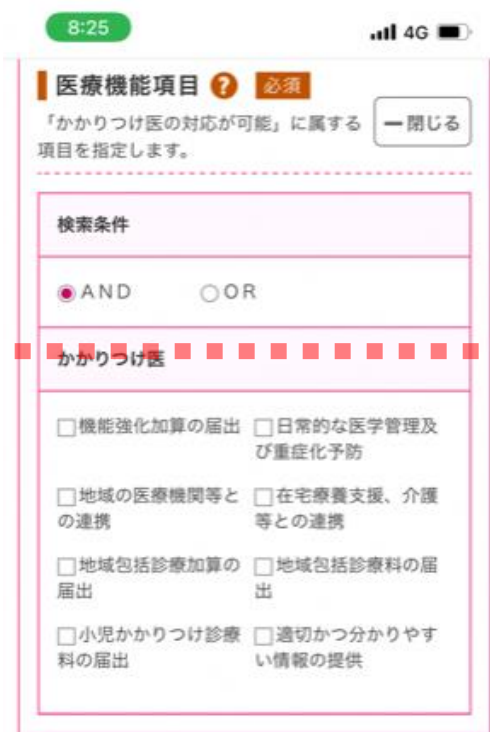 8:25 4G
医療機能項目 ? 必須
「かかりつけ医の対応が可能」に属する
項目を指定します。
ー閉じる
検索条件
AND OR
かかりつけ医
機能強化加算の届出
日常的な医学管理及
び重症化予防
地域の医療機関等と
の連携
在宅療養支援、介護
等との連携
地域包括診療加算の
届出
地域包括診療料の届
出
小児かかりつけ診療
料の届出
適切かつ分かりやす
い情報の提供